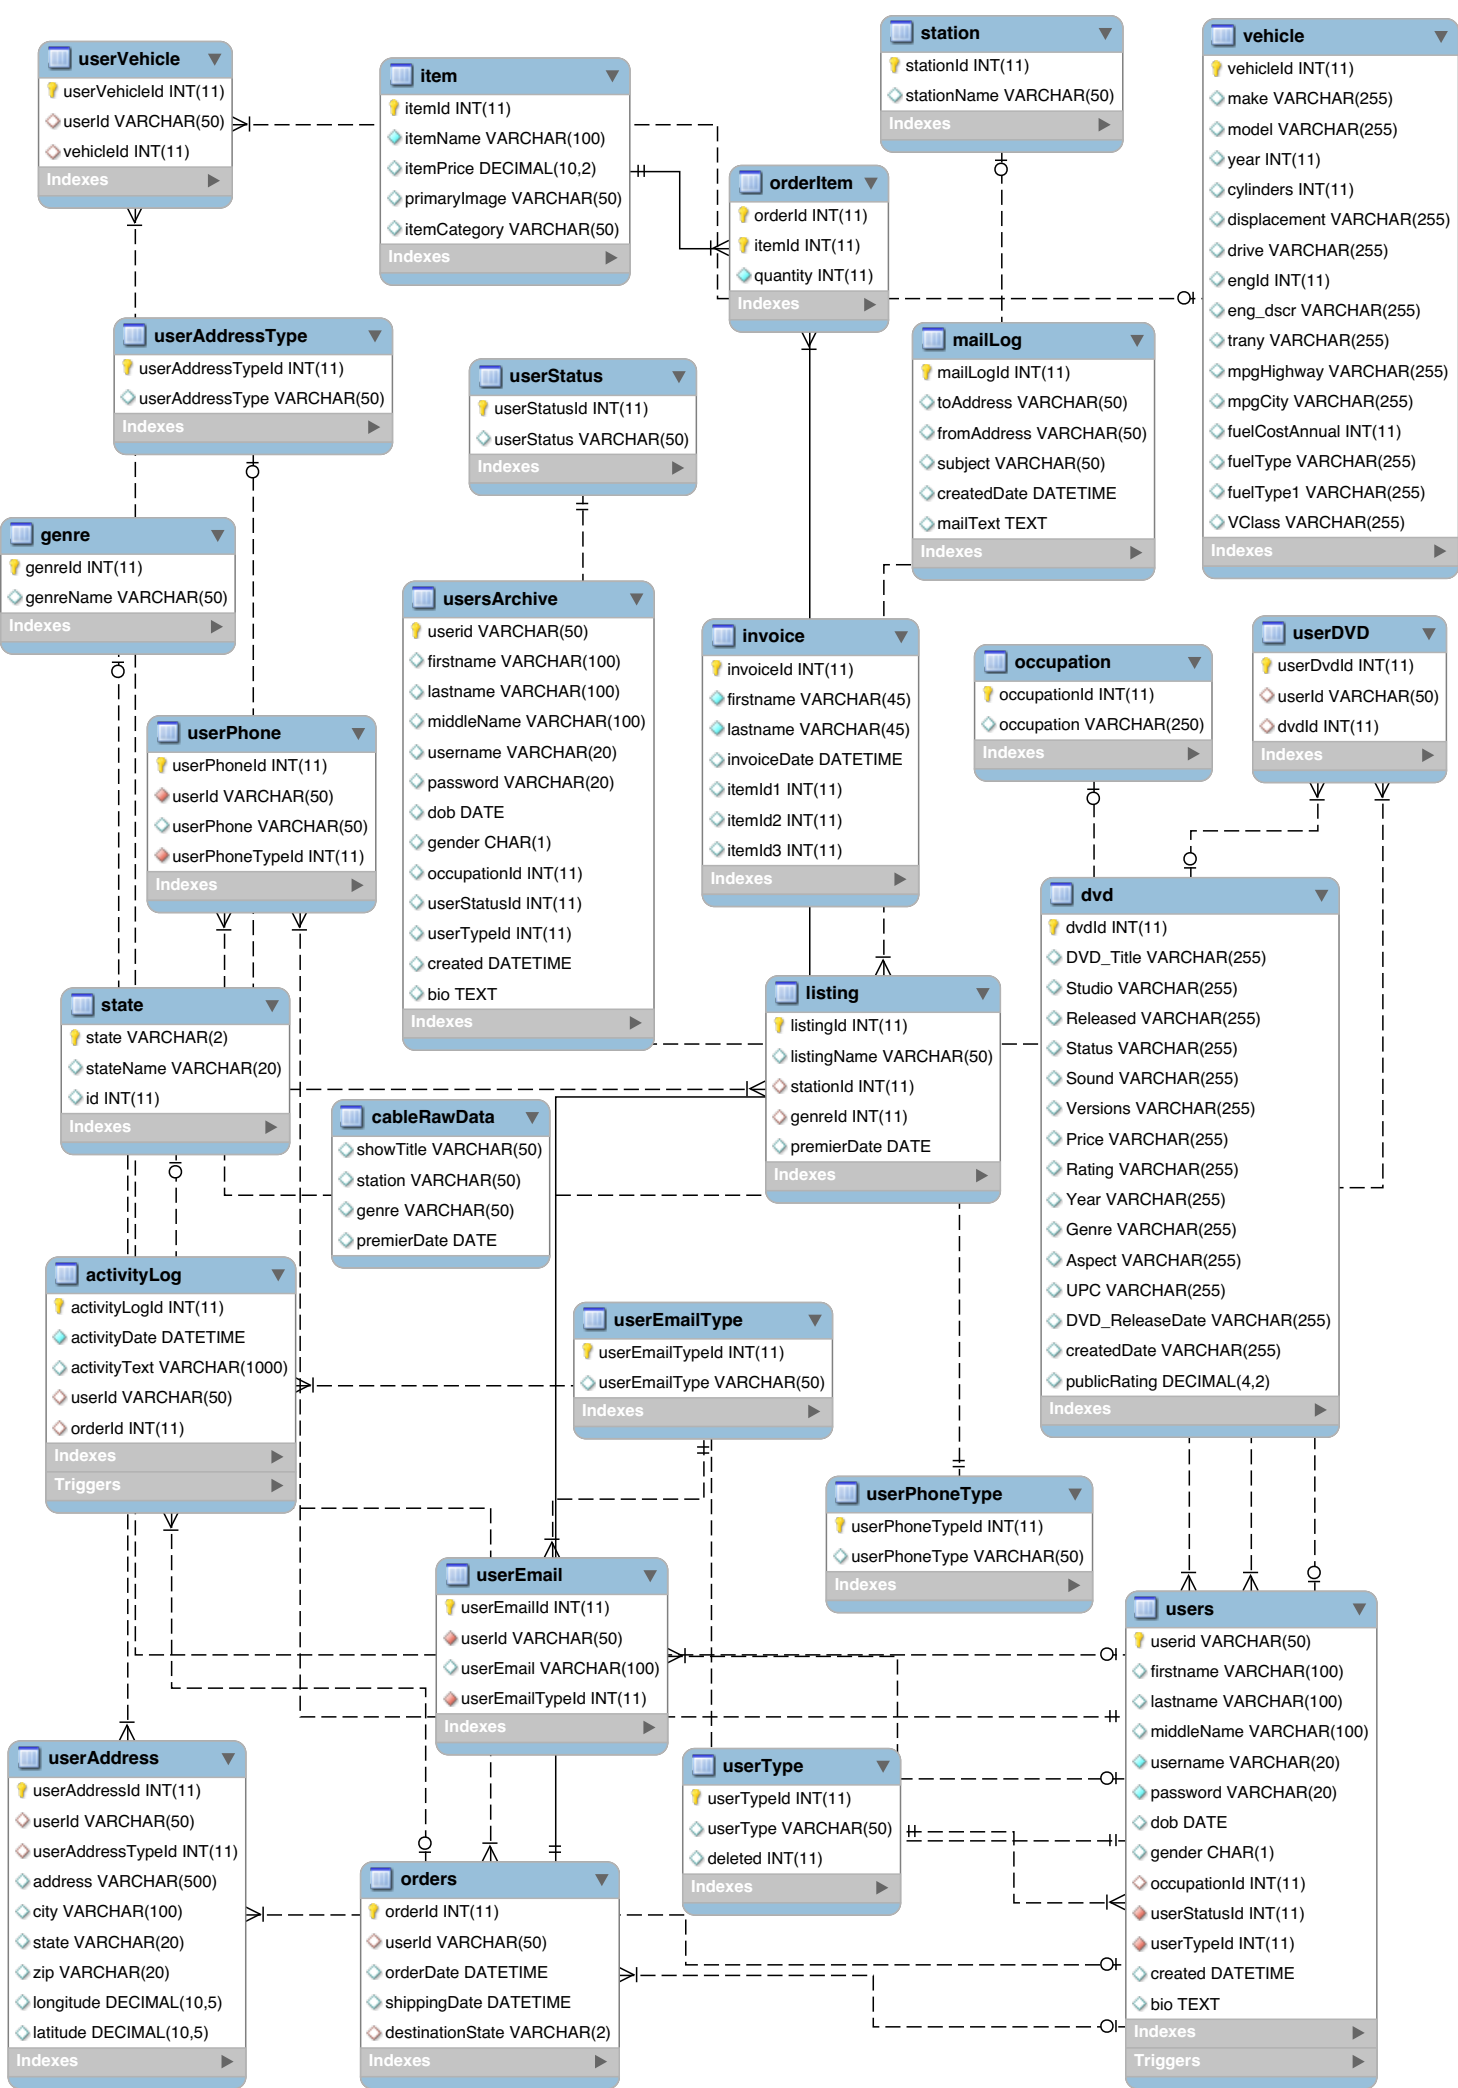 userVehicle
userVehicleId INT(11)
userId VARCHAR(50)
vehicleId INT(11)
Indexes
item
itemId INT(11)
itemName VARCHAR(100)
itemPrice DECIMAL(10,2)
primaryImage VARCHAR(50)
itemCategory VARCHAR(50)
Indexes
station
stationId INT(11)
stationName VARCHAR(50)
Indexes
vehicle
vehicleId INT(11)
make VARCHAR(255)
model VARCHAR(255)
year INT(11)
cylinders INT(11)
displacement VARCHAR(255)
drive VARCHAR(255)
engId INT(11)
eng_dscr VARCHAR(255)
trany VARCHAR(255)
mpgHighway VARCHAR(255)
mpgCity VARCHAR(255)
fuelCostAnnual INT(11)
fuelType VARCHAR(255)
fuelType1 VARCHAR(255)
VClass VARCHAR(255)
Indexes
orderItem
orderId INT(11)
itemId INT(11)
quantity INT(11)
Indexes
userAddressType
userAddressTypeId INT(11)
userAddressType VARCHAR(50)
Indexes
userStatus
userStatusId INT(11)
userStatus VARCHAR(50)
Indexes
mailLog
mailLogId INT(11)
toAddress VARCHAR(50)
fromAddress VARCHAR(50)
subject VARCHAR(50)
createdDate DATETIME
mailText TEXT
Indexes
genre
genreId INT(11)
genreName VARCHAR(50)
Indexes
usersArchive
userid VARCHAR(50)
firstname VARCHAR(100)
lastname VARCHAR(100)
middleName VARCHAR(100)
username VARCHAR(20)
password VARCHAR(20)
dob DATE
gender CHAR(1)
occupationId INT(11)
userStatusId INT(11)
userTypeId INT(11)
created DATETIME
bio TEXT
Indexes
invoice
invoiceId INT(11)
firstname VARCHAR(45)
lastname VARCHAR(45)
invoiceDate DATETIME
itemId1 INT(11)
itemId2 INT(11)
itemId3 INT(11)
Indexes
occupation
occupationId INT(11)
occupation VARCHAR(250)
Indexes
userDVD
userDvdId INT(11)
userId VARCHAR(50)
dvdId INT(11)
Indexes
userPhone
userPhoneId INT(11)
userId VARCHAR(50)
userPhone VARCHAR(50)
userPhoneTypeId INT(11)
Indexes
dvd
dvdId INT(11)
DVD_Title VARCHAR(255)
Studio VARCHAR(255)
Released VARCHAR(255)
Status VARCHAR(255)
Sound VARCHAR(255)
Versions VARCHAR(255)
Price VARCHAR(255)
Rating VARCHAR(255)
Year VARCHAR(255)
Genre VARCHAR(255)
Aspect VARCHAR(255)
UPC VARCHAR(255)
DVD_ReleaseDate VARCHAR(255)
createdDate VARCHAR(255)
publicRating DECIMAL(4,2)
Indexes
state
state VARCHAR(2)
stateName VARCHAR(20)
id INT(11)
Indexes
listing
listingId INT(11)
listingName VARCHAR(50)
stationId INT(11)
genreId INT(11)
premierDate DATE
Indexes
cableRawData
showTitle VARCHAR(50)
station VARCHAR(50)
genre VARCHAR(50)
premierDate DATE
activityLog
activityLogId INT(11)
activityDate DATETIME
activityText VARCHAR(1000)
userId VARCHAR(50)
orderId INT(11)
Indexes
Triggers
userEmailType
userEmailTypeId INT(11)
userEmailType VARCHAR(50)
Indexes
userPhoneType
userPhoneTypeId INT(11)
userPhoneType VARCHAR(50)
Indexes
userEmail
userEmailId INT(11)
userId VARCHAR(50)
userEmail VARCHAR(100)
userEmailTypeId INT(11)
Indexes
users
userid VARCHAR(50)
firstname VARCHAR(100)
lastname VARCHAR(100)
middleName VARCHAR(100)
username VARCHAR(20)
password VARCHAR(20)
dob DATE
gender CHAR(1)
occupationId INT(11)
userStatusId INT(11)
userTypeId INT(11)
created DATETIME
bio TEXT
Indexes
Triggers
userAddress
userAddressId INT(11)
userId VARCHAR(50)
userAddressTypeId INT(11)
address VARCHAR(500)
city VARCHAR(100)
state VARCHAR(20)
zip VARCHAR(20)
longitude DECIMAL(10,5)
latitude DECIMAL(10,5)
Indexes
userType
userTypeId INT(11)
userType VARCHAR(50)
deleted INT(11)
Indexes
orders
orderId INT(11)
userId VARCHAR(50)
orderDate DATETIME
shippingDate DATETIME
destinationState VARCHAR(2)
Indexes